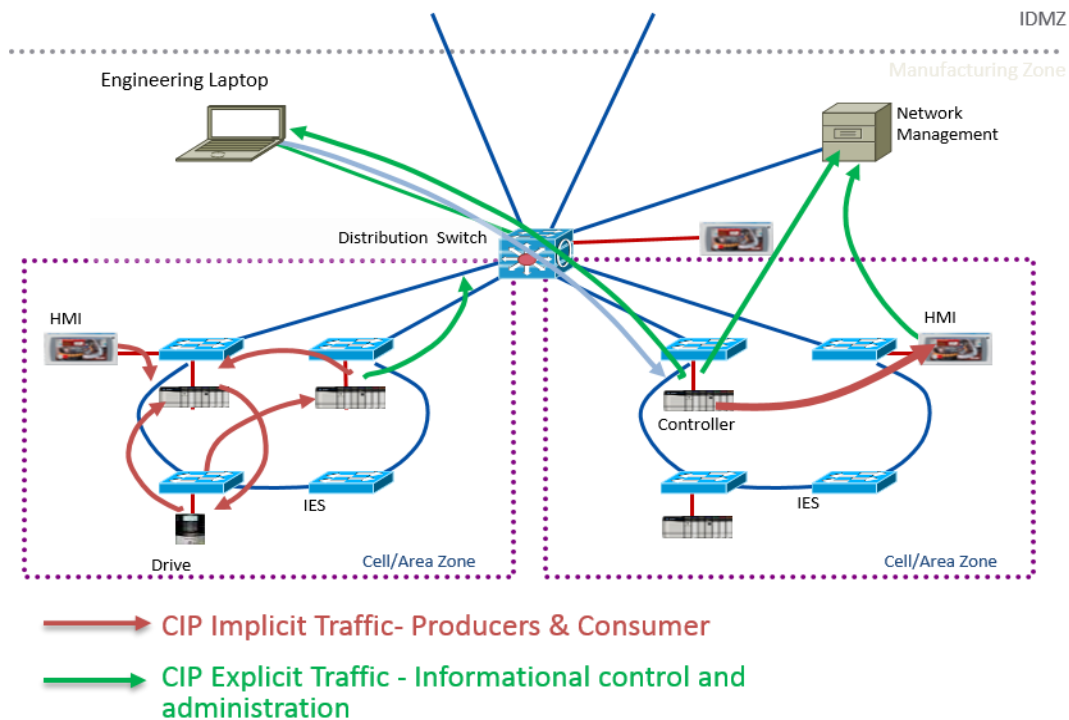 IDMZ
Manufacturing Zone
Engineering Laptop
Network
Management
Distribution Switch
HMI
HMI
Controller
IES
IES
Drive
Cell/Area Zone
Cell/Area Zone
CIP Implicit Traffic- Producers & Consumer
CIP Explicit Traffic - Informational control and
administration